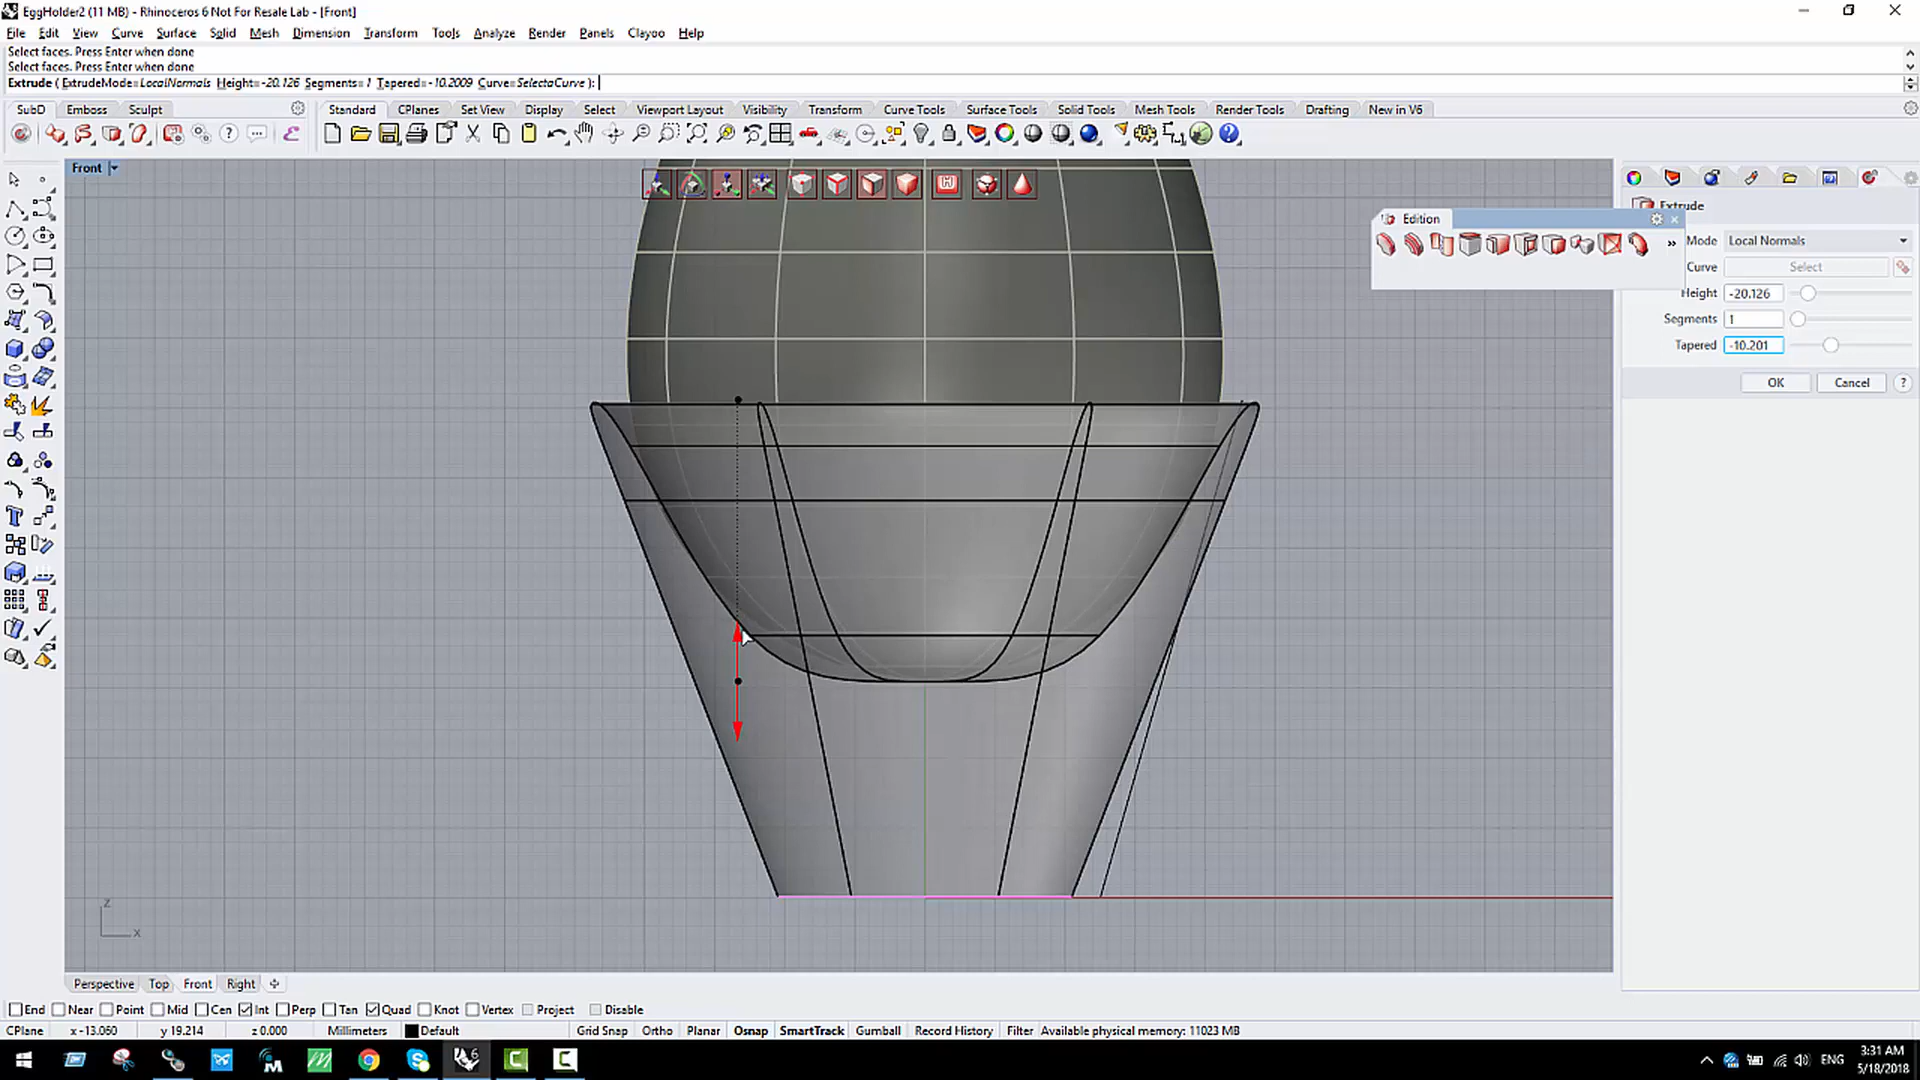 EggHolder2 (11 MB) - Rhinoceros 6 Not For Resale Lab - [Front]
File Edit View Curve Surface Solid Mesh Dimension Transform Tools Analyze Render Panels Clayoo Help
Select faces. Press Enter when done
Select faces. Press Enter when done
Extrude ( ExtrudeMode=LocalNormals Height=-20.126 Segments=1 Tapered=-10.2009 Curve=SelectaCurve ):
SubD Emboss Sculpt Standard CPlanes Set View Display Select Viewport Layout Visibility Transform Curve Tools Surface Tools Solid Tools Mesh Tools Render Tools Drafting New in V6
Front
Extrude
Edition
Mode Local Normals
Curve Select
Height -20.126
Segments 1
Tapered -10.201
OK Cancel ?
z
x
Perspective Top Front Right
End Near Point Mid Cen Int Perp Tan Quad Knot Vertex Project Disable
CPlane x -13.060 y 19.214 z 0.000 Millimeters Default Grid Snap Ortho Planar Osnap SmartTrack Gumball Record History Filter Available physical memory: 11023 MB
ENG
3:31 AM
5/18/2018